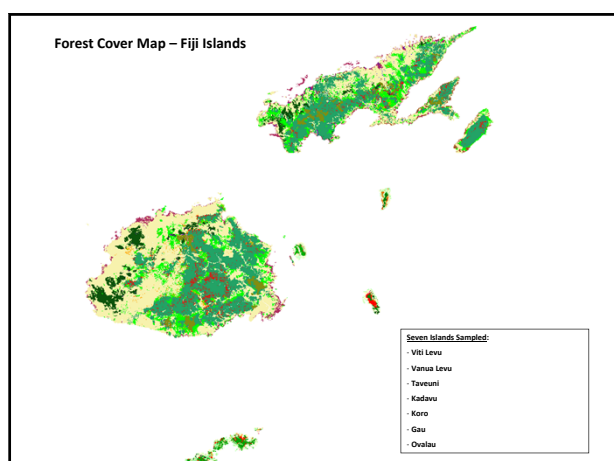 Forest Cover Map – Fiji Islands
Seven Islands Sampled:
- Viti Levu
- Vanua Levu
- Taveuni
- Kadavu
- Koro
- Gau
- Ovalau